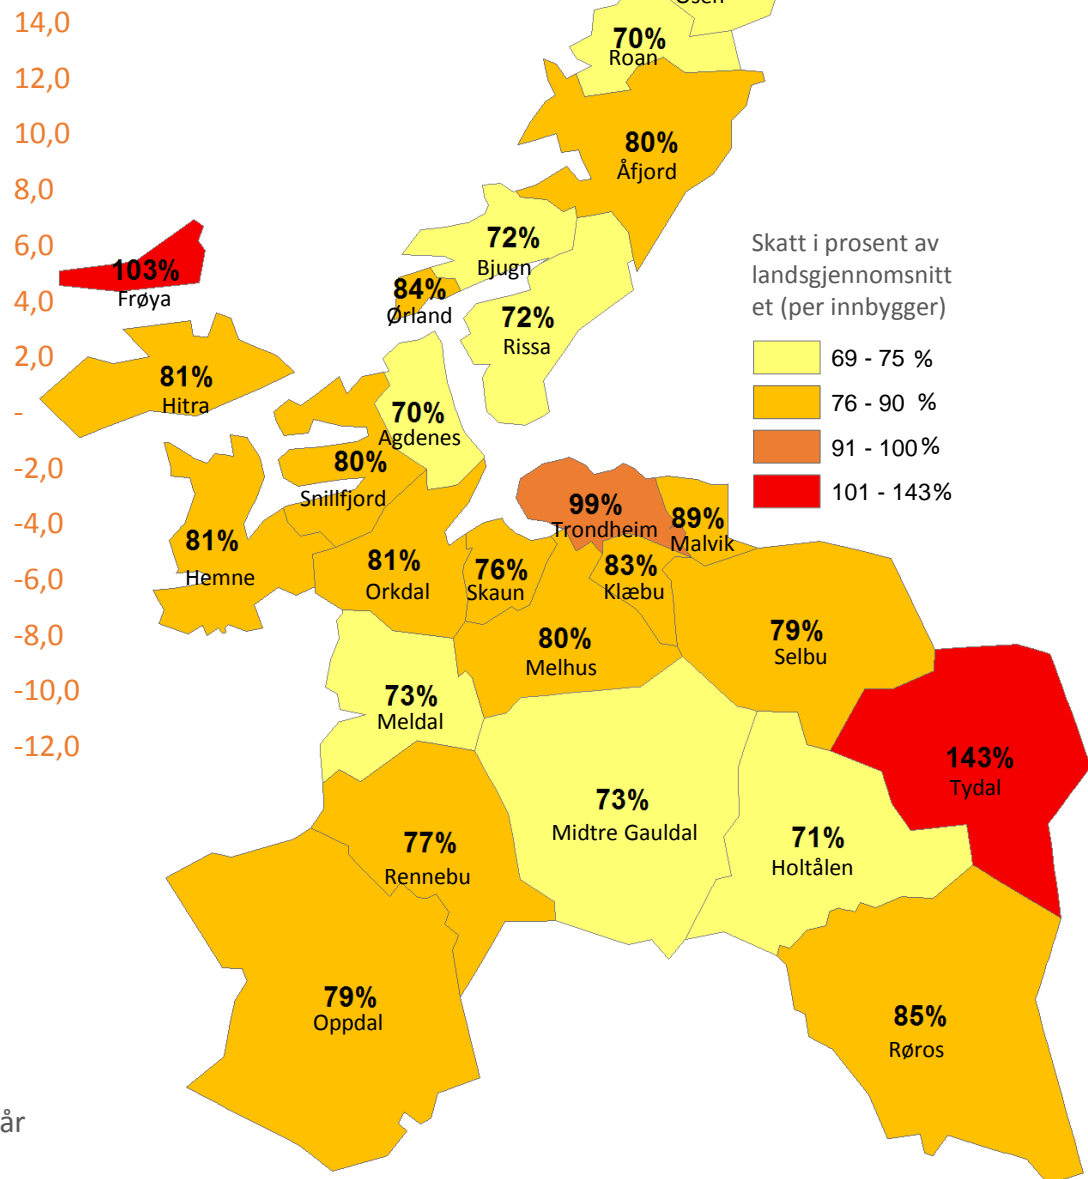 14,0
12,0
10,0
8,0
6,0
4,0
2,0
-
-2,0
-4,0
-6,0
-8,0
-10,0
-12,0
år
Osen
70%
Roan
80%
Åfjord
72%
Bjugn
103%
Frøya
84%
Ørland
72%
Rissa
81%
Hitra
70%
Agdenes
80%
Snillfjord
99%
Trondheim
89%
Malvik
81%
Hemne
81%
Orkdal
76%
Skaun
83%
Klæbu
80%
Melhus
79%
Selbu
73%
Meldal
143%
Tydal
73%
Midtre Gauldal
71%
Holtålen
77%
Rennebu
79%
Oppdal
85%
Røros
Skatt i prosent av
landsgjennomsnitt
et (per innbygger)
69 - 75 %
76 - 90 %
91 - 100%
101 - 143%